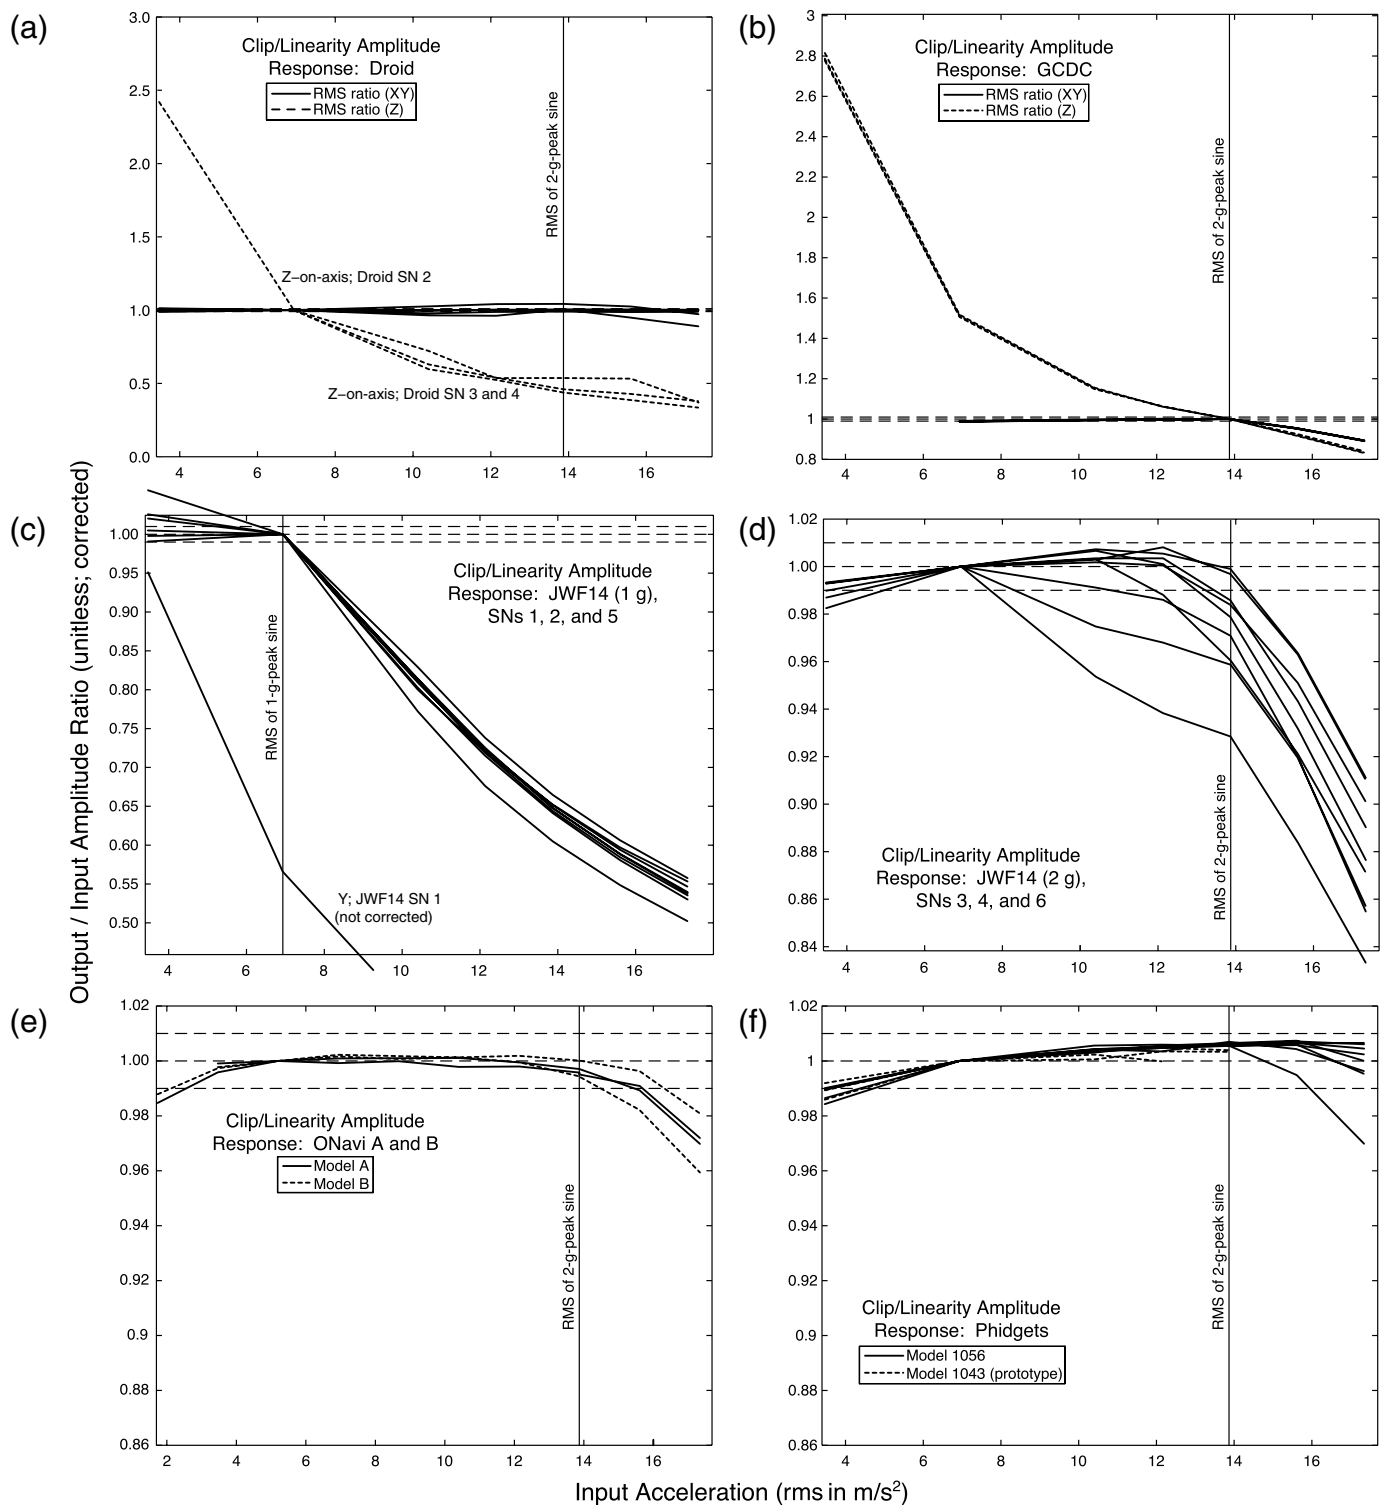 (a)
3.0
2.5
2.0
1.5
1.0
0.5
0.0
Clip/Linearity Amplitude
Response: Droid
RMS ratio (XY)
RMS ratio (Z)
RMS of 2-g-peak sine
Z–on-axis; Droid SN 2
Z–on-axis; Droid SN 3 and 4
4 6 8 10 12 14 16
(b)
3
2.8
2.6
2.4
2.2
2
1.8
1.6
1.4
1.2
1
0.8
Clip/Linearity Amplitude
Response: GCDC
RMS ratio (XY)
RMS ratio (Z)
RMS of 2-g-peak sine
4 6 8 10 12 14 16
Output / Input Amplitude Ratio (unitless; corrected)
(c)
1.00
0.95
0.90
0.85
0.80
0.75
0.70
0.65
0.60
0.55
0.50
RMS of 1-g-peak sine
Clip/Linearity Amplitude
Response: JWF14 (1 g),
SNs 1, 2, and 5
Y; JWF14 SN 1
(not corrected)
4 6 8 10 12 14 16
(d)
1.02
1.00
0.98
0.96
0.94
0.92
0.90
0.88
0.86
0.84
Clip/Linearity Amplitude
Response: JWF14 (2 g),
SNs 3, 4, and 6
RMS of 2-g-peak sine
4 6 8 10 12 14 16
(e)
1.02
1.00
0.98
0.96
0.94
0.92
0.9
0.88
0.86
Clip/Linearity Amplitude
Response: ONavi A and B
Model A
Model B
RMS of 2-g-peak sine
2 4 6 8 10 12 14 16
(f)
1.02
1
0.98
0.96
0.94
0.92
0.9
0.88
0.86
RMS of 2-g-peak sine
Clip/Linearity Amplitude
Response: Phidgets
Model 1056
Model 1043 (prototype)
4 6 8 10 12 14 16
Input Acceleration (rms in m/s²)